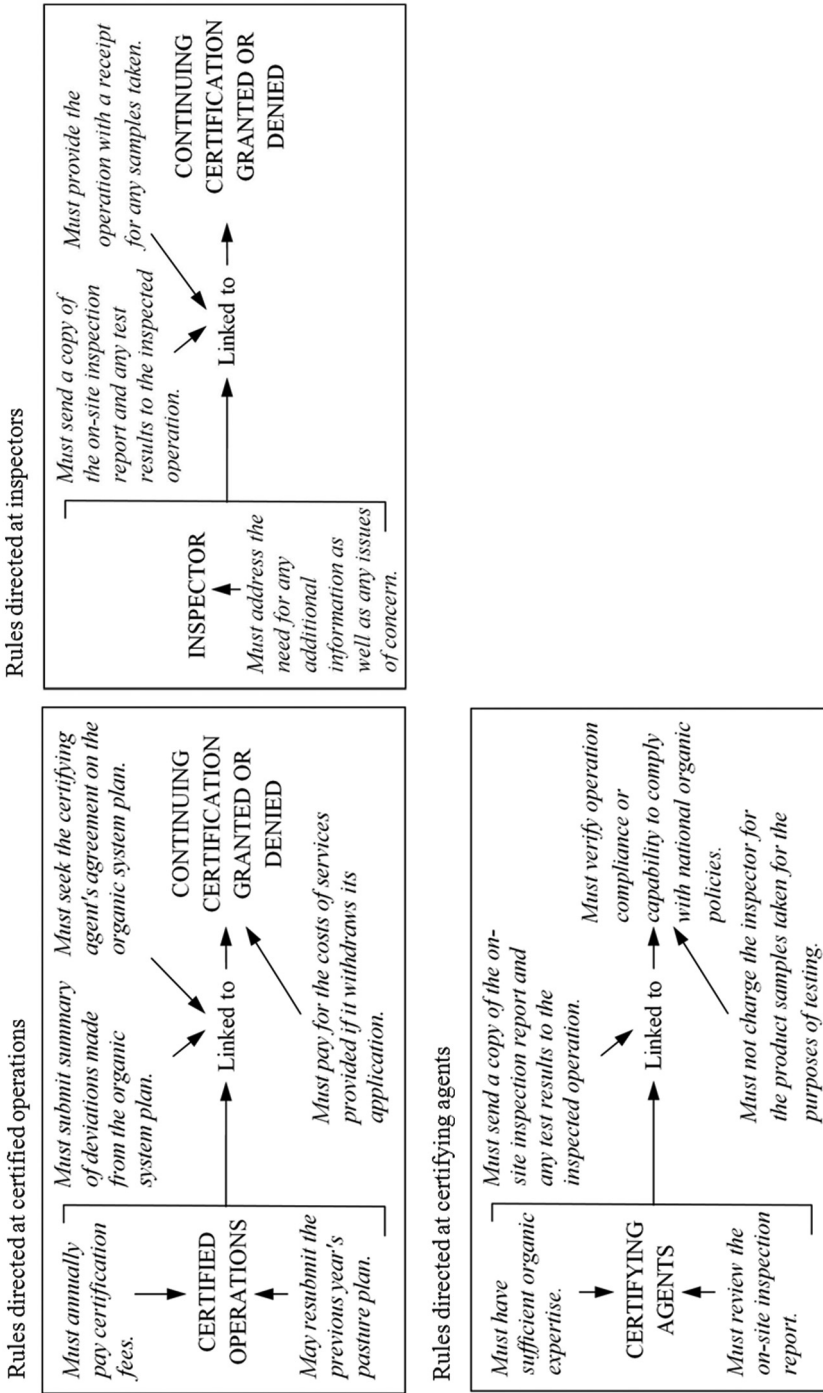 Rules directed at certified operations
Must annually
pay certification
fees.
CERTIFIED
OPERATIONS
May resubmit the
previous year's
pasture plan.
Must submit summary
of deviations made
from the organic
system plan.
Must seek the certifying
agent's agreement on the
organic system plan.
Linked to
CONTINUING
CERTIFICATION
GRANTED OR
DENIED
Must pay for the costs of services
provided if it withdraws its
application.
Rules directed at inspectors
INSPECTOR
Must address the
need for any
additional
information as
well as any issues
of concern.
Must send a copy of
the on-site inspection
report and any test
results to the inspected
operation.
Must provide the
operation with a receipt
for any samples taken.
Linked to
CONTINUING
CERTIFICATION
GRANTED OR
DENIED
Rules directed at certifying agents
Must have
sufficient organic
expertise.
CERTIFYING
AGENTS
Must review the
on-site inspection
report.
Must send a copy of the on-
site inspection report and
any test results to the
inspected operation.
Linked to
Must verify operation
compliance or
capability to comply
with national organic
policies.
Must not charge the inspector for
the product samples taken for the
purposes of testing.